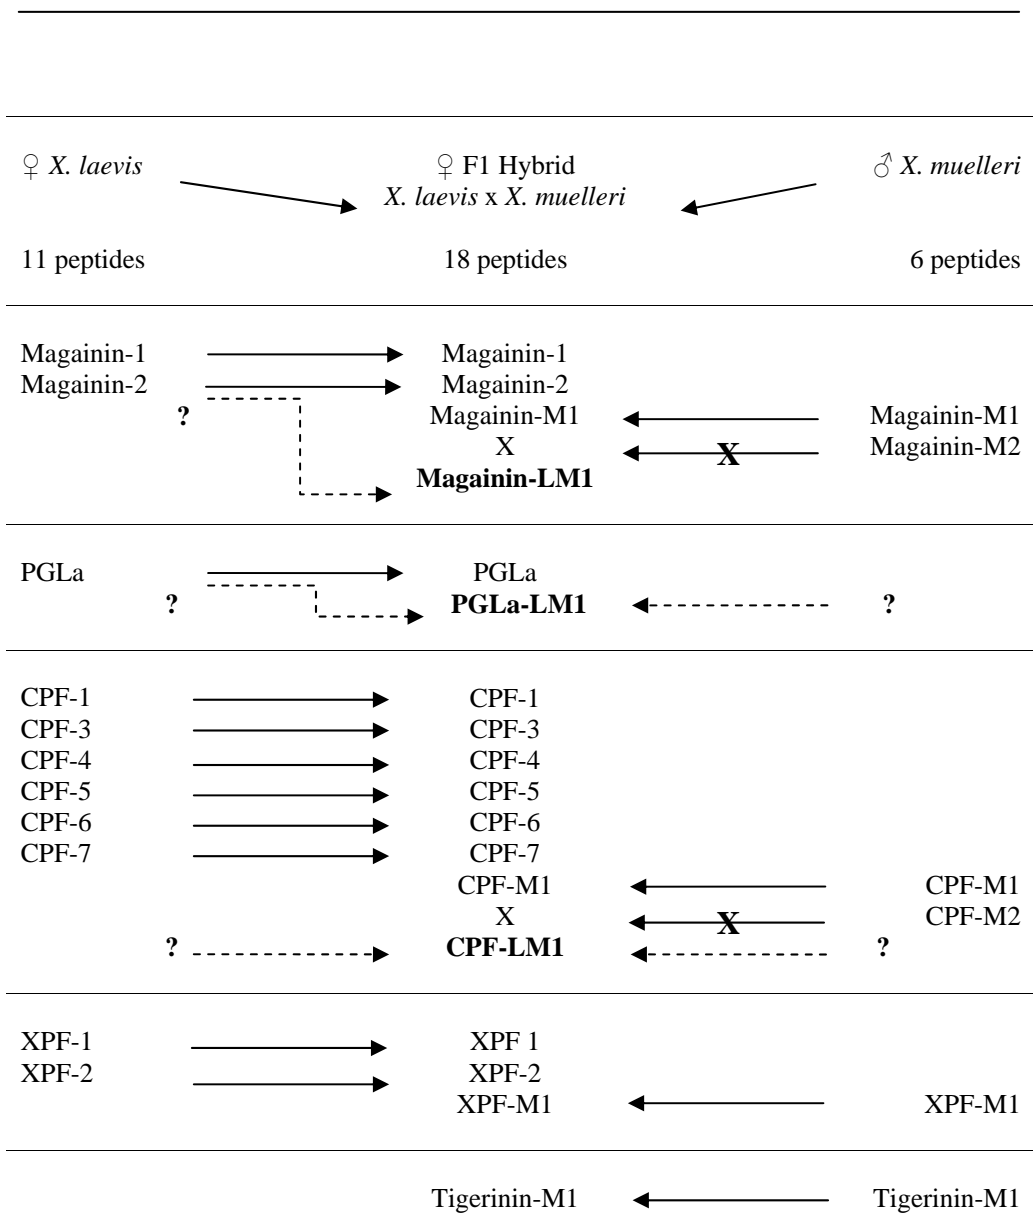 ♀ X. laevis ♀ F1 Hybrid ♂ X. muelleri
X. laevis x X. muelleri
11 peptides 18 peptides 6 peptides
Magainin-1 Magainin-1
Magainin-2 Magainin-2
? Magainin-M1 Magainin-M1
X X Magainin-M2
Magainin-LM1
PGLa PGLa
? PGLa-LM1 ?
CPF-1 CPF-1
CPF-3 CPF-3
CPF-4 CPF-4
CPF-5 CPF-5
CPF-6 CPF-6
CPF-7 CPF-7
CPF-M1 CPF-M1
X X CPF-M2
? CPF-LM1 ?
XPF-1 XPF 1
XPF-2 XPF-2
XPF-M1 XPF-M1
Tigerinin-M1 Tigerinin-M1